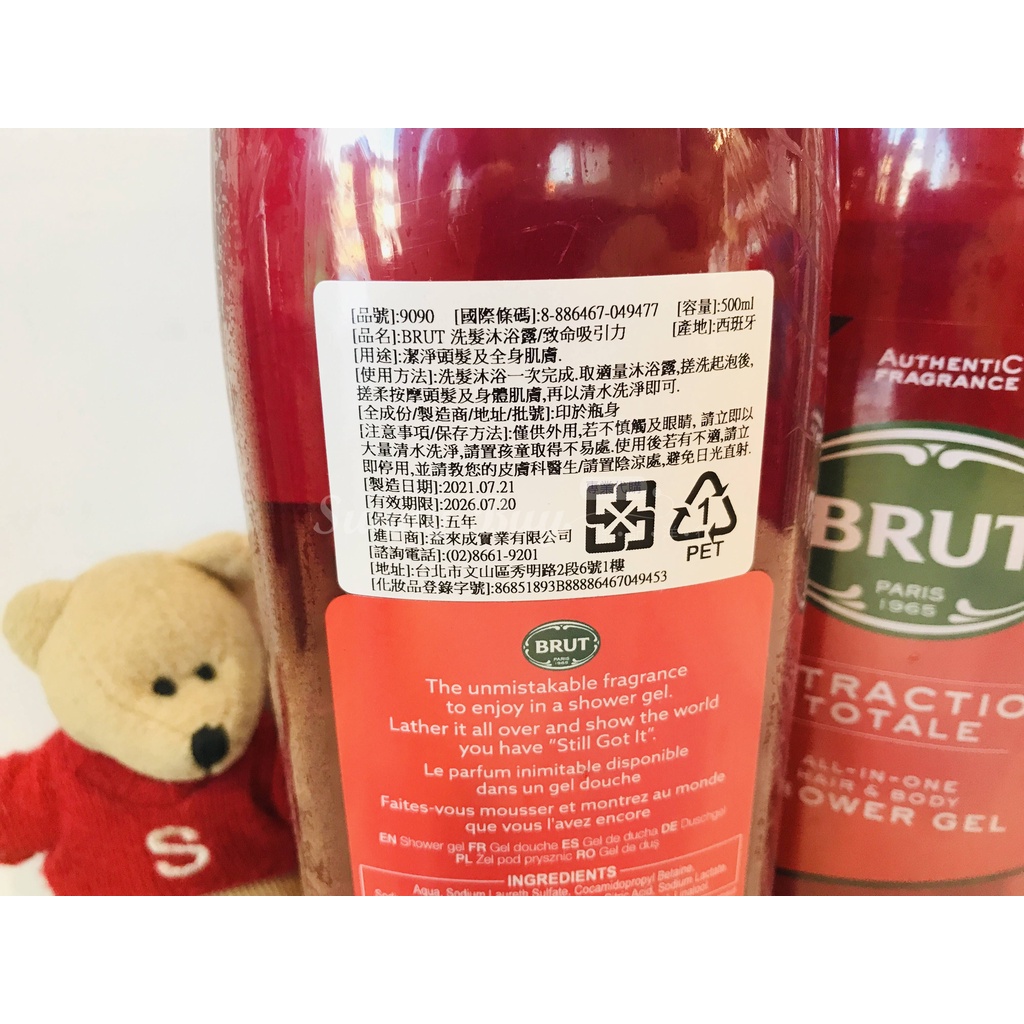 [品號]:9090 [國際條碼]:8-886467-049477 [容量]:500ml
[品名]:BRUT 洗髮沐浴露/致命吸引力 [產地]:西班牙
[用途]:潔淨頭髮及全身肌膚.
[使用方法]:洗髮沐浴一次完成.取適量沐浴露,搓洗起泡後,
搓柔按摩頭髮及身體肌膚,再以清水洗淨即可.
[全成份/製造商/地址/批號]:印於瓶身
[注意事項/保存方法]:僅供外用,若不慎觸及眼睛, 請立即以
大量清水洗淨,請置孩童取得不易處.使用後若有不適,請立
即停用,並請教您的皮膚科醫生/請置陰涼處,避免日光直射.
[製造日期]:2021.07.21
[有效期限]:2026.07.20
[保存年限]:五年
[進口商]:益來成實業有限公司
[諮詢電話]:(02)8661-9201
[地址]:台北市文山區秀明路2段6號1樓
[化妝品登錄字號]:86851893B88886467049453
1
PET
BRUT
PARIS
1965
The unmistakable fragrance
to enjoy in a shower gel.
Lather it all over and show the world
you have "Still Got It".
Le parfum inimitable disponible
dans un gel douche
Faites-vous mousser et montrez au monde
que vous l'avez encore
EN Shower gel FR Gel douche ES Gel de ducha DE Duschgel
PL Żel pod prysznic RO Gel de duș
INGREDIENTS
Aqua, Sodium Laureth Sulfate, Cocamidopropyl Betaine,
Citric Acid, Sodium Lactate,
Linalool
AUTHENTIC
FRAGRANCE
BRUT
PARIS
1965
TRACTIO
TOTALE
ALL-IN-ONE
HAIR & BODY
HOWER GEL
S